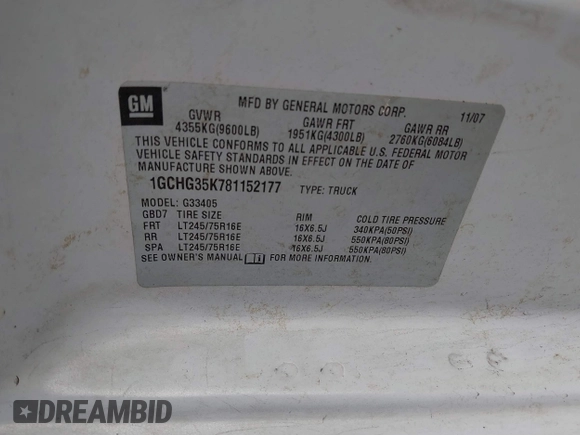 GM
MFD BY GENERAL MOTORS CORP. 11/07
GVWR GAWR FRT GAWR RR
4355KG(9600LB) 1951KG(4300LB) 2760KG(6084LB)
THIS VEHICLE CONFORMS TO ALL APPLICABLE U.S. FEDERAL MOTOR
VEHICLE SAFETY STANDARDS IN EFFECT ON THE DATE OF
MANUFACTURE SHOWN ABOVE.
1GCHG35K781152177 TYPE: TRUCK
MODEL: G33405
GBD7 TIRE SIZE RIM COLD TIRE PRESSURE
FRT LT245/75R16E 16X6.5J 340KPA(50PSI)
RR LT245/75R16E 16X6.5J 550KPA(80PSI)
SPA LT245/75R16E 16X6.5J 550KPA(80PSI)
SEE OWNER'S MANUAL FOR MORE INFORMATION.
DREAMBID